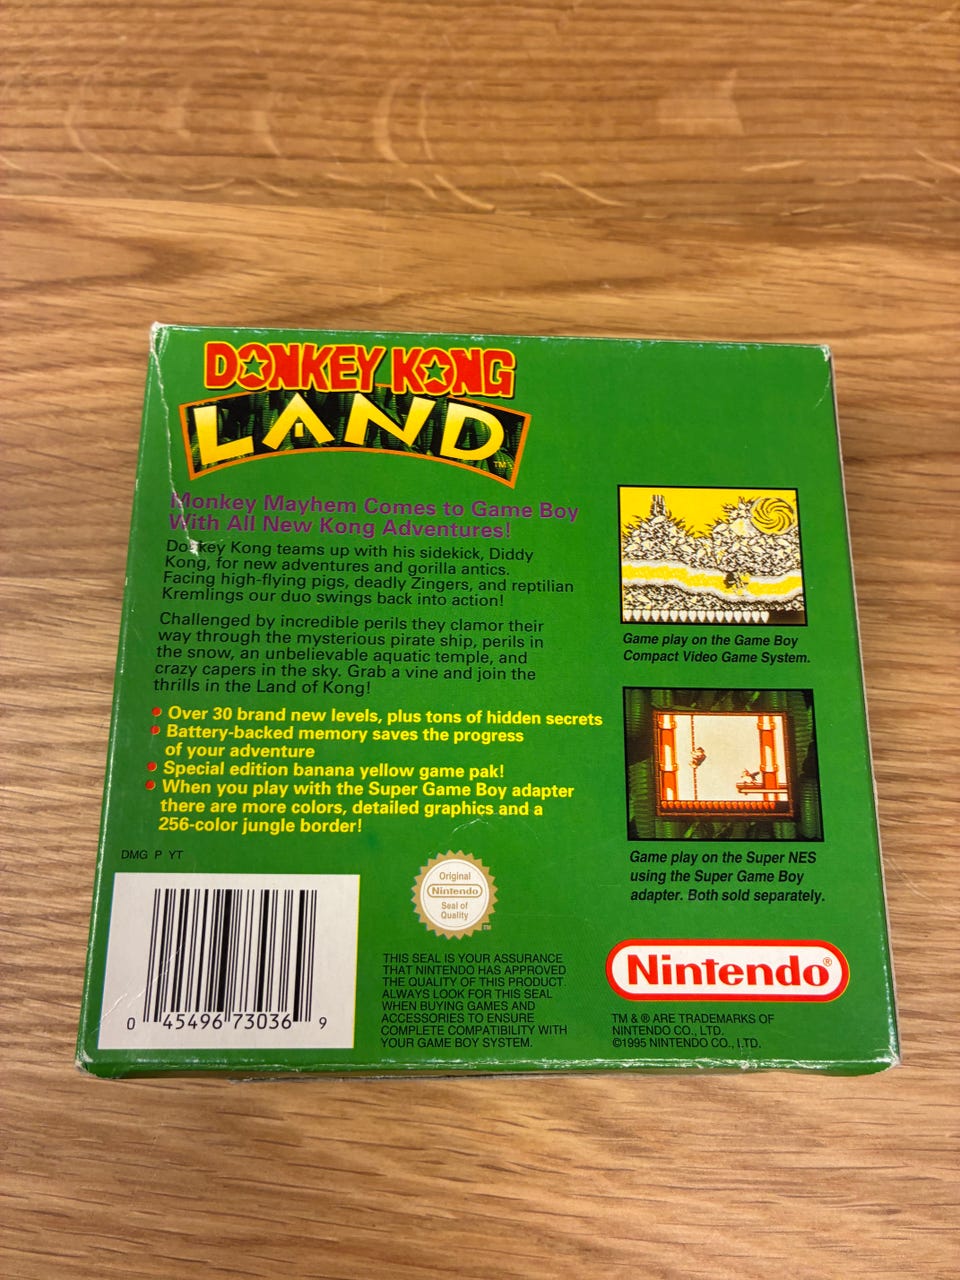 DONKEY KONG
LAND™
Monkey Mayhem Comes to Game Boy
With All New Kong Adventures!
Donkey Kong teams up with his sidekick, Diddy
Kong, for new adventures and gorilla antics.
Facing high-flying pigs, deadly Zingers, and reptilian
Kremlings our duo swings back into action!
Challenged by incredible perils they clamor their
way through the mysterious pirate ship, perils in
the snow, an unbelievable aquatic temple, and
crazy capers in the sky. Grab a vine and join the
thrills in the Land of Kong!
• Over 30 brand new levels, plus tons of hidden secrets
• Battery-backed memory saves the progress
of your adventure
• Special edition banana yellow game pak!
• When you play with the Super Game Boy adapter
there are more colors, detailed graphics and a
256-color jungle border!
Game play on the Game Boy
Compact Video Game System.
Game play on the Super NES
using the Super Game Boy
adapter. Both sold separately.
DMG P YT
0 45496 73036 9
Original
Nintendo
Seal of
Quality
TM
THIS SEAL IS YOUR ASSURANCE
THAT NINTENDO HAS APPROVED
THE QUALITY OF THIS PRODUCT.
ALWAYS LOOK FOR THIS SEAL
WHEN BUYING GAMES AND
ACCESSORIES TO ENSURE
COMPLETE COMPATIBILITY WITH
YOUR GAME BOY SYSTEM.
Nintendo®
TM & ® ARE TRADEMARKS OF
NINTENDO CO., LTD.
©1995 NINTENDO CO., LTD.